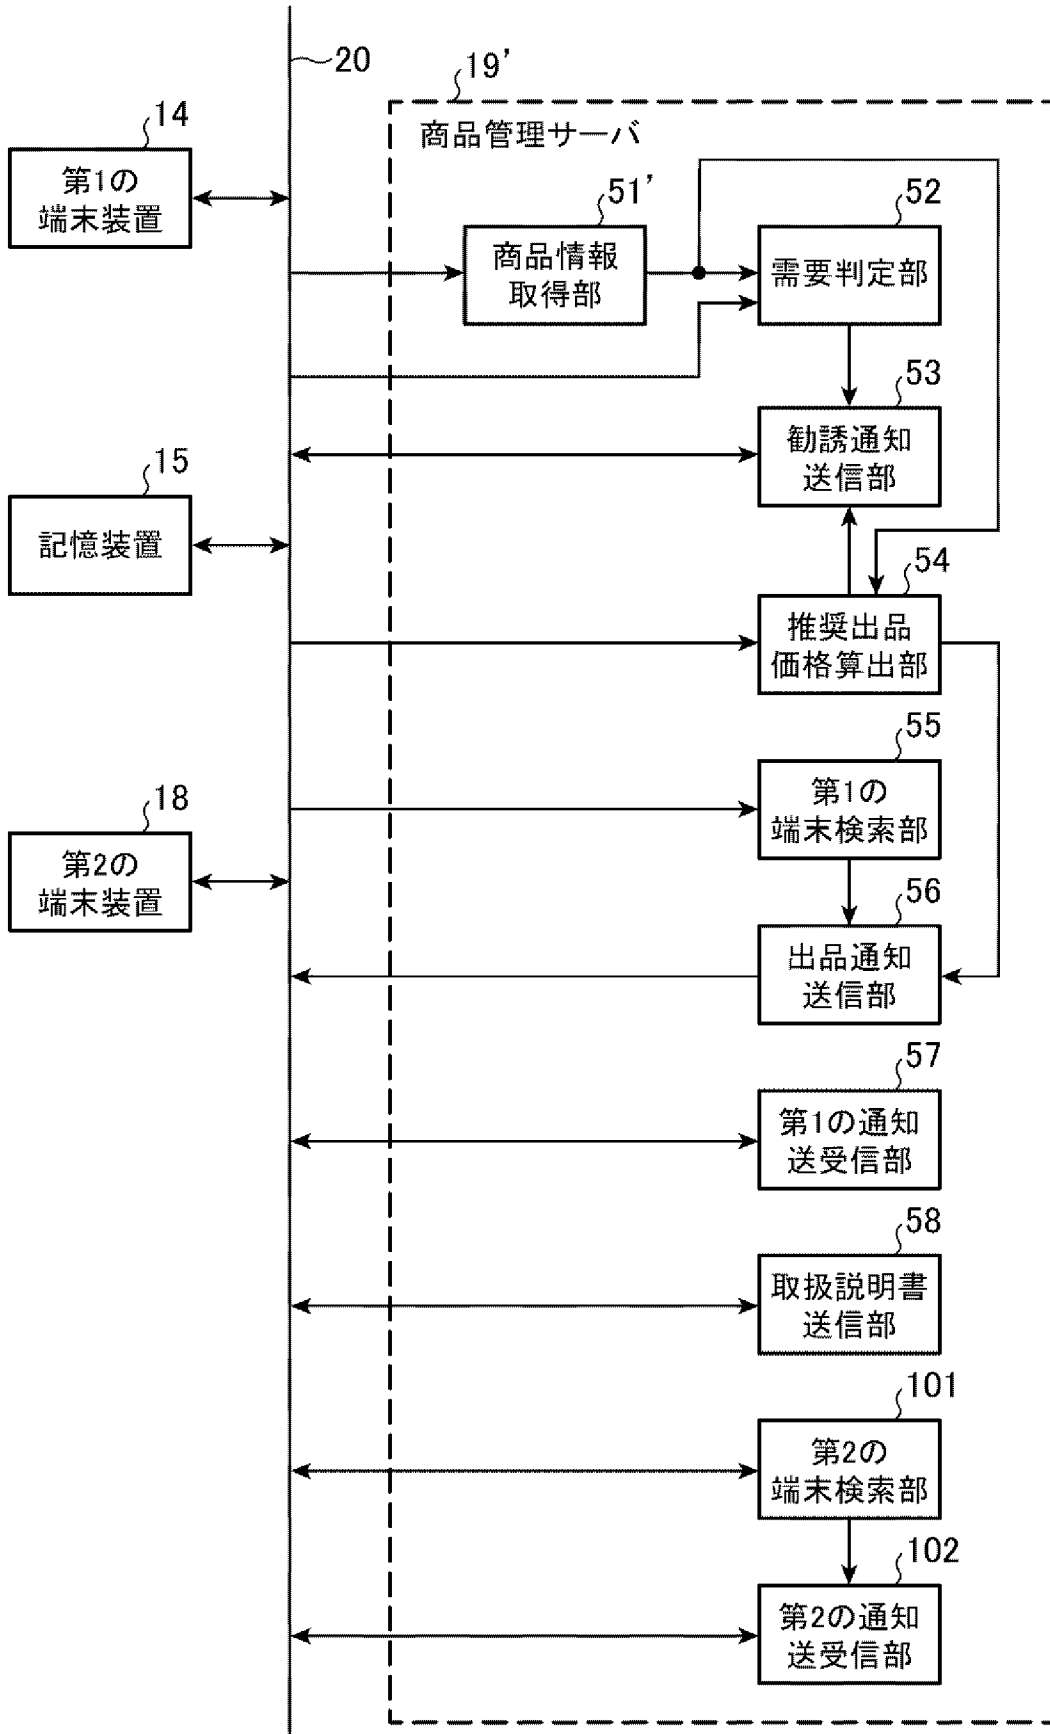 20
19'
商品管理サーバ
14
第1の
端末装置
51'
商品情報
取得部
52
需要判定部
53
勧誘通知
送信部
15
記憶装置
54
推奨出品
価格算出部
55
第1の
端末検索部
18
第2の
端末装置
56
出品通知
送信部
57
第1の通知
送受信部
58
取扱説明書
送信部
101
第2の
端末検索部
102
第2の通知
送受信部